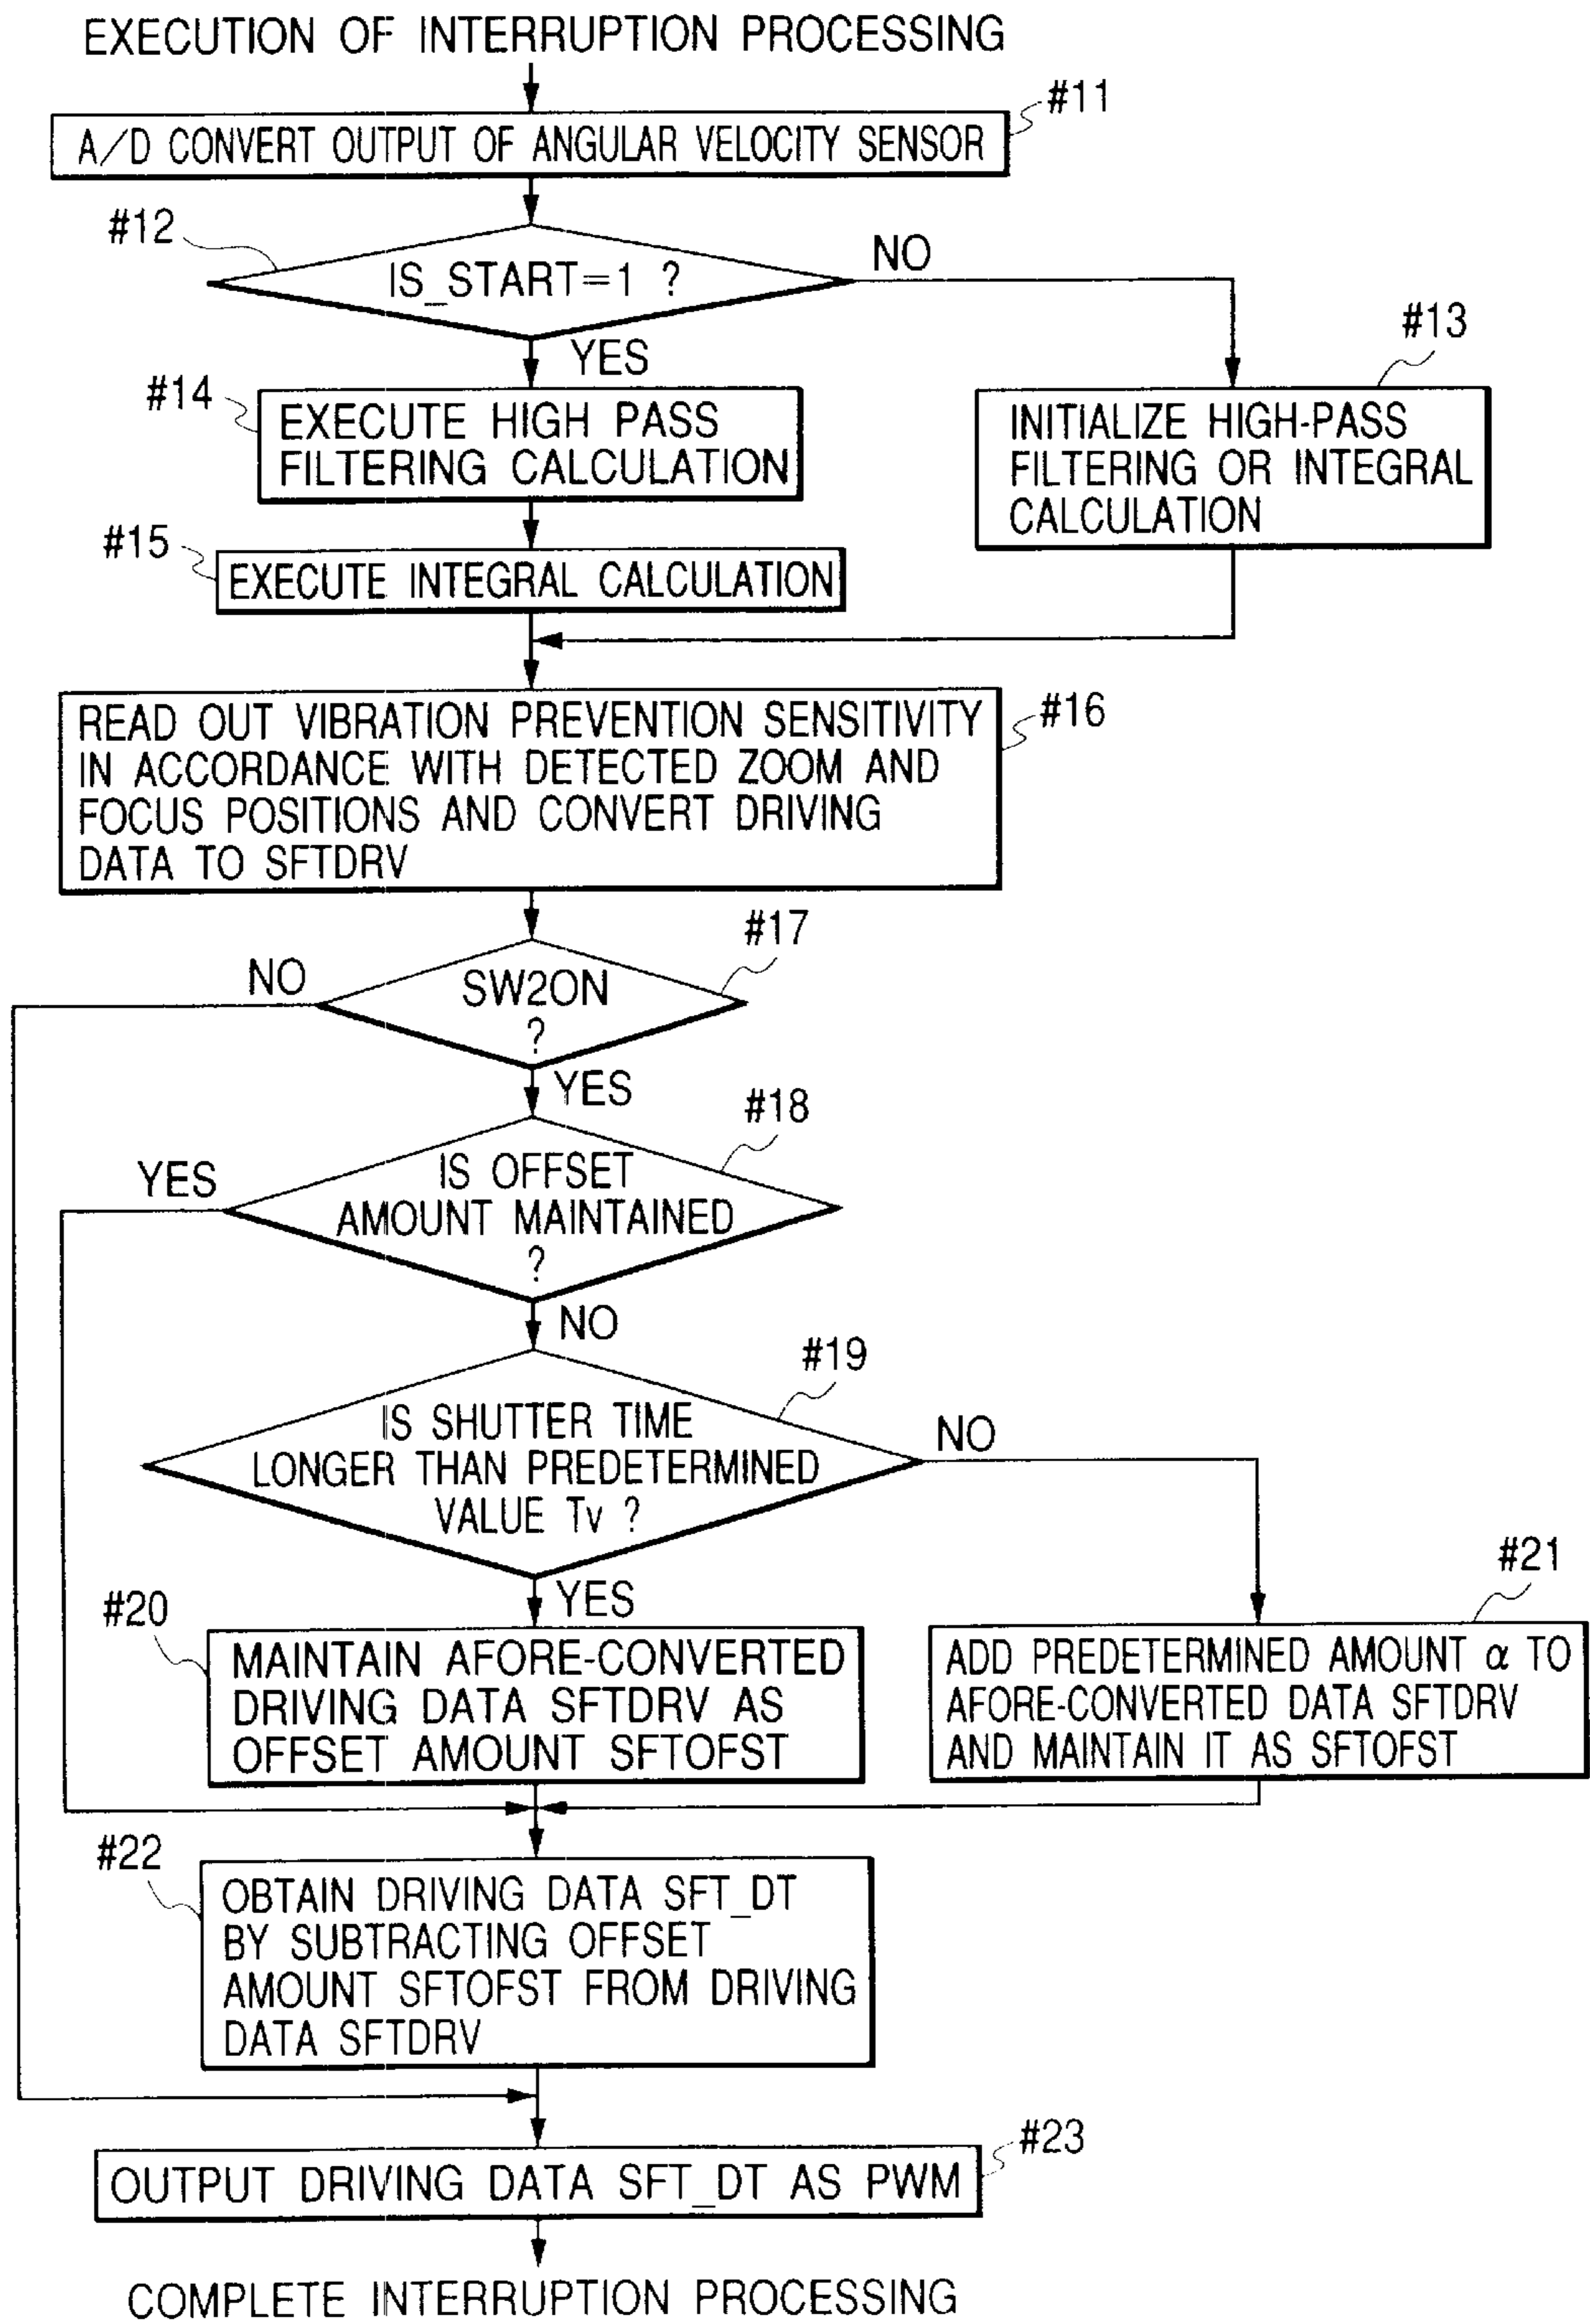 EXECUTION OF INTERRUPTION PROCESSING
#11
A/D CONVERT OUTPUT OF ANGULAR VELOCITY SENSOR
#12
IS_START=1 ?
NO
YES
#13
#14
EXECUTE HIGH PASS
FILTERING CALCULATION
INITIALIZE HIGH-PASS
FILTERING OR INTEGRAL
CALCULATION
#15
EXECUTE INTEGRAL CALCULATION
#16
READ OUT VIBRATION PREVENTION SENSITIVITY
IN ACCORDANCE WITH DETECTED ZOOM AND
FOCUS POSITIONS AND CONVERT DRIVING
DATA TO SFTDRV
#17
NO
SW2ON
?
YES
#18
YES
IS OFFSET
AMOUNT MAINTAINED
?
NO
#19
IS SHUTTER TIME
LONGER THAN PREDETERMINED
VALUE Tv ?
NO
YES
#20
MAINTAIN AFORE-CONVERTED
DRIVING DATA SFTDRV AS
OFFSET AMOUNT SFTOFST
#21
ADD PREDETERMINED AMOUNT α TO
AFORE-CONVERTED DATA SFTDRV
AND MAINTAIN IT AS SFTOFST
#22
OBTAIN DRIVING DATA SFT_DT
BY SUBTRACTING OFFSET
AMOUNT SFTOFST FROM DRIVING
DATA SFTDRV
#23
OUTPUT DRIVING DATA SFT_DT AS PWM
COMPLETE INTERRUPTION PROCESSING